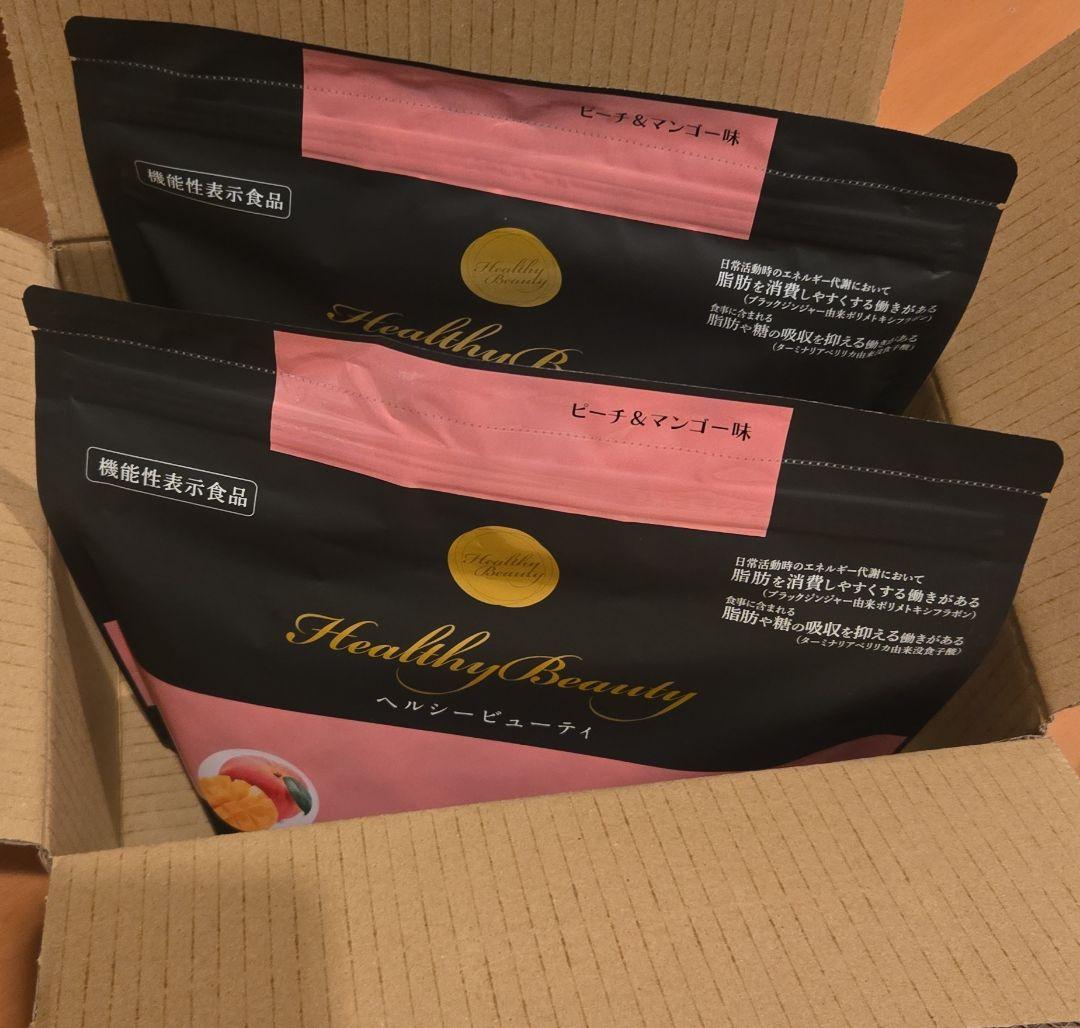 ピーチ&マンゴー味
機能性表示食品
Healthy
Beauty
日常活動時のエネルギー代謝において
脂肪を消費しやすくする働きがある
(ブラックジンジャー由来ポリメトキシフラボン)
食事に含まれる
脂肪や糖の吸収を抑える働きがある
(ターミナリアベリリカ由来没食子酸)
Healthy B
ピーチ&マンゴー味
機能性表示食品
Healthy
Beauty
日常活動時のエネルギー代謝において
脂肪を消費しやすくする働きがある
(ブラックジンジャー由来ポリメトキシフラボン)
食事に含まれる
脂肪や糖の吸収を抑える働きがある
(ターミナリアベリリカ由来没食子酸)
Healthy Beauty
ヘルシービューティ